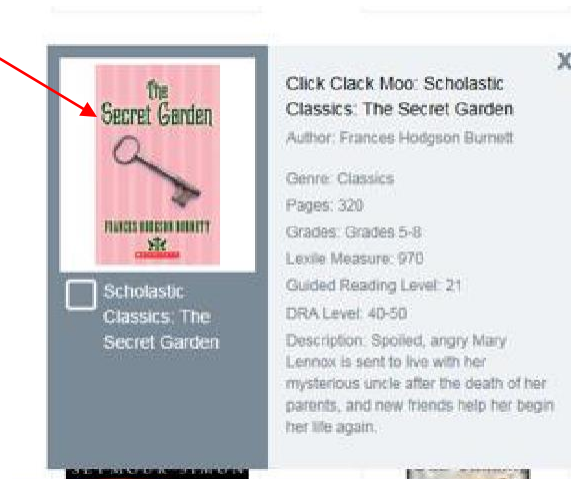 The
Secret Garden
FRANCES HODGSON BURNETT
SCHOLASTIC
Scholastic
Classics: The
Secret Garden
X
Click Clack Moo: Scholastic
Classics: The Secret Garden
Author: Frances Hodgson Burnett
Genre: Classics
Pages: 320
Grades: Grades 5-8
Lexile Measure: 970
Guided Reading Level: 21
DRA Level: 40-50
Description: Spoiled, angry Mary
Lennox is sent to live with her
mysterious uncle after the death of her
parents, and new friends help her begin
her life again.
SEYMOUR SIMON